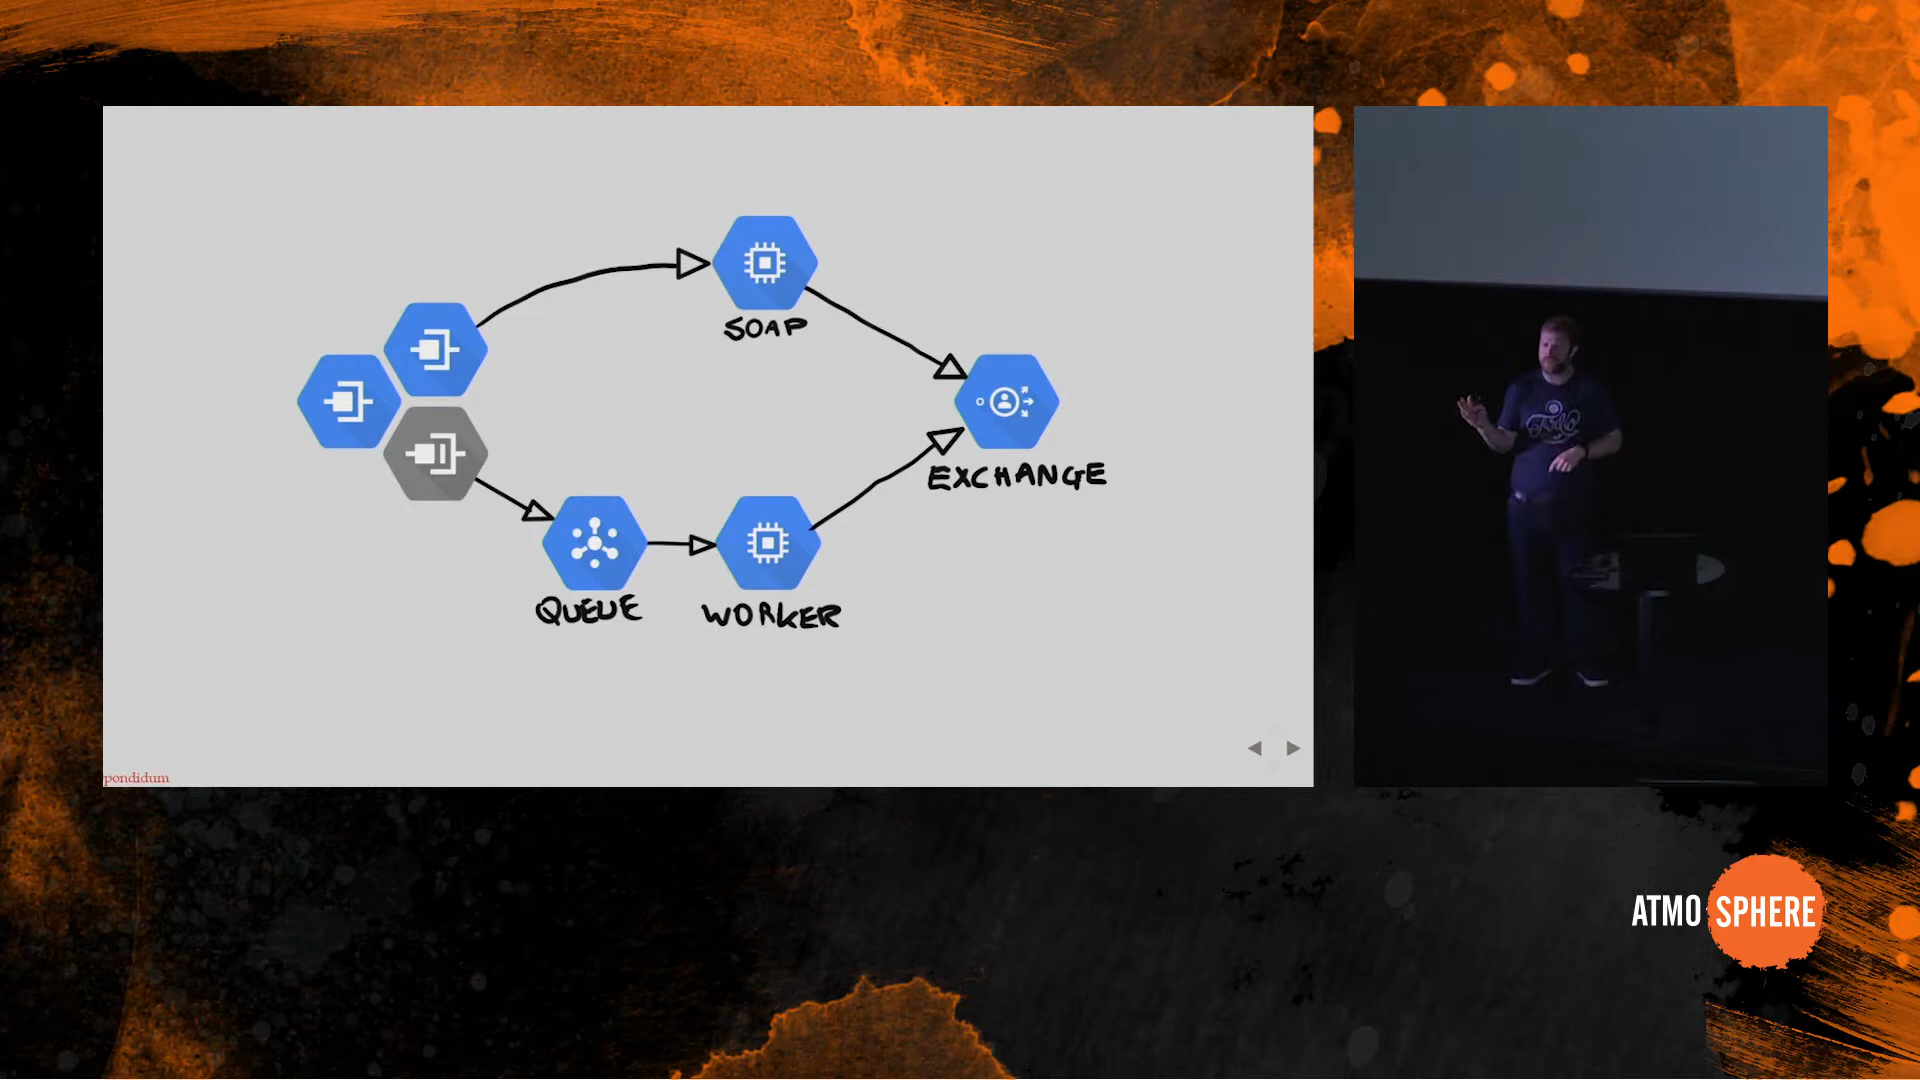 SOAP
EXCHANGE
QUEUE
WORKER
pondidum
ATMO SPHERE